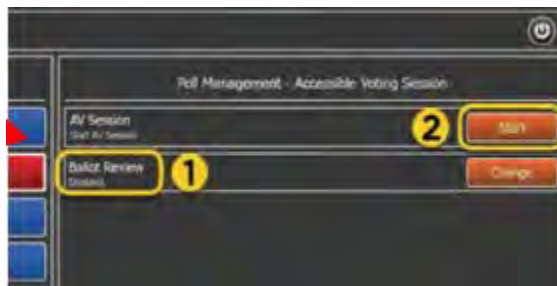 Poll Management - Accessible Voting Session
AV Session
Start AV Session
2
Start
Ballot Review
Disabled
1
Change